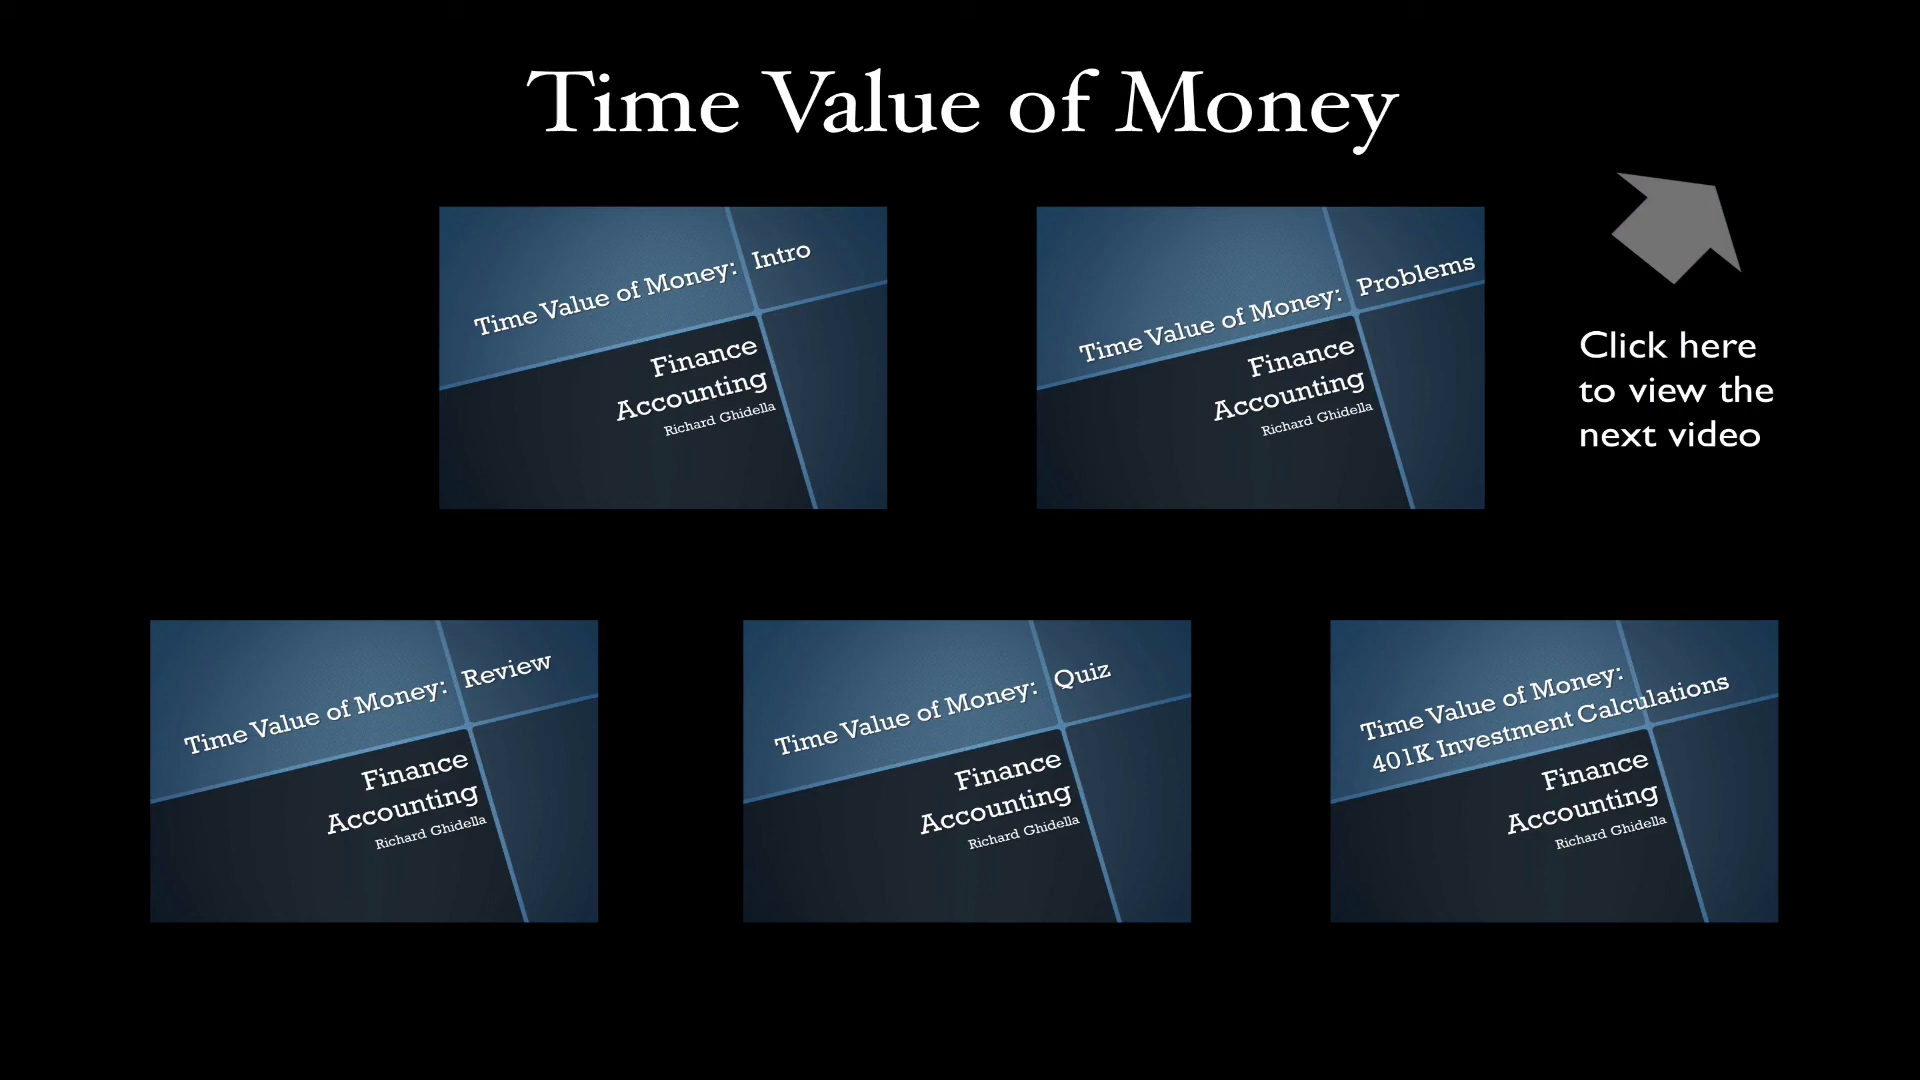 Time Value of Money
Time Value of Money: Intro
Finance
Accounting
Richard Ghidella
Time Value of Money: Problems
Finance
Accounting
Richard Ghidella
Click here
to view the
next video
Time Value of Money: Review
Finance
Accounting
Richard Ghidella
Time Value of Money: Quiz
Finance
Accounting
Richard Ghidella
Time Value of Money:
401K Investment Calculations
Finance
Accounting
Richard Ghidella